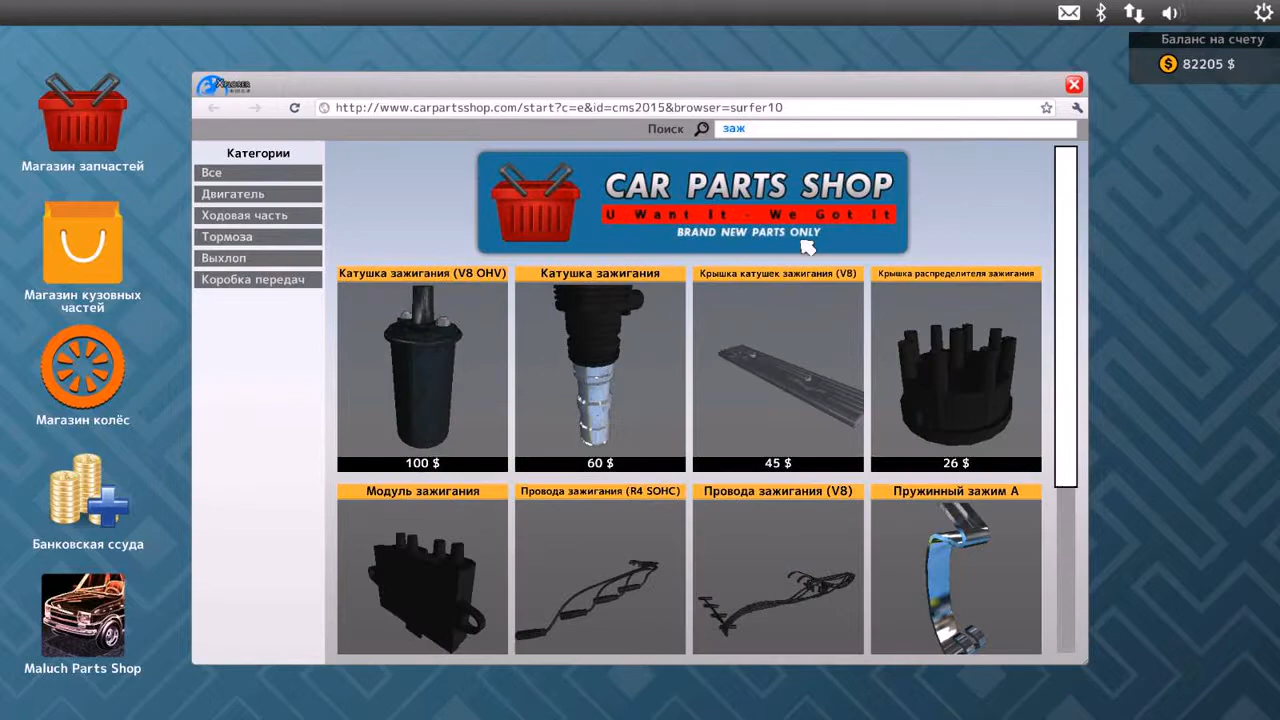 Баланс на счету
82205 $
Магазин запчастей
Магазин кузовных
частей
Магазин колёс
Банковская ссуда
Maluch Parts Shop
http://www.carpartsshop.com/start?c=e&id=cms2015&browser=surfer10
Поиск
заж
Категории
Все
Двигатель
Ходовая часть
Тормоза
Выхлоп
Коробка передач
CAR PARTS SHOP
U Want It - We Got It
BRAND NEW PARTS ONLY
Катушка зажигания (V8 OHV)
100 $
Катушка зажигания
60 $
Крышка катушек зажигания (V8)
45 $
Крышка распределителя зажигания
26 $
Модуль зажигания
Провода зажигания (R4 SOHC)
Провода зажигания (V8)
Пружинный зажим A